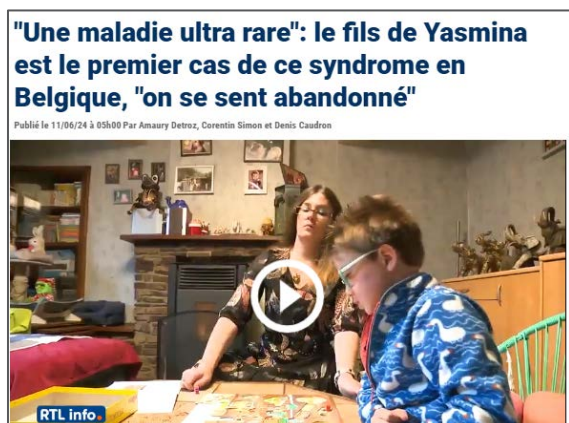 "Une maladie ultra rare": le fils de Yasmina
est le premier cas de ce syndrome en
Belgique, "on se sent abandonné"
Publié le 11/06/24 à 05h00 Par Amaury Detroz, Corentin Simon et Denis Caudron
RTL info.